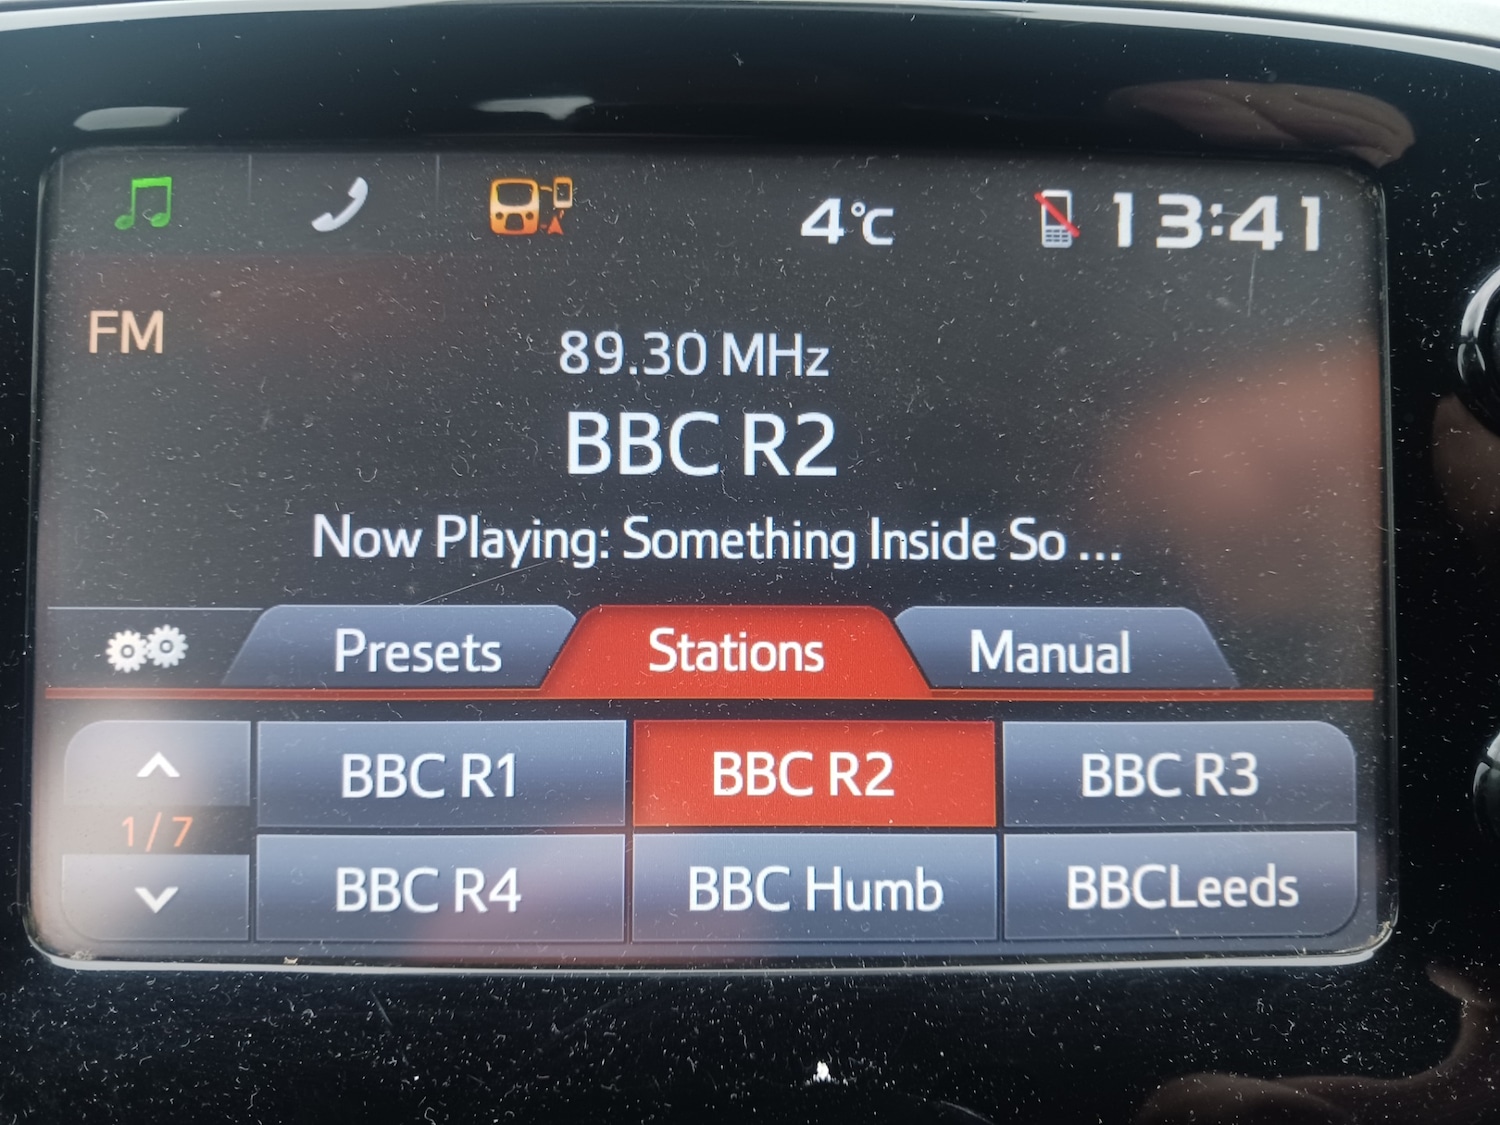 4°C 13:41
FM
89.30 MHz
BBC R2
Now Playing: Something Inside So ...
Presets Stations Manual
BBC R1 BBC R2 BBC R3
1/7
BBC R4 BBC Humb BBCLeeds